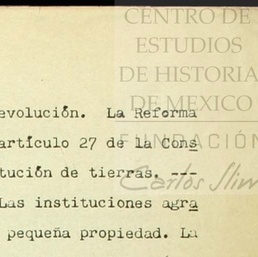 CENTRO DE
ESTUDIOS
DE HISTORIA
DE MEXICO
FUNDACIÓN
Carlos Slim
evolución. La Reforma
artículo 27 de la Cons
tución de tierras. ---
Las instituciones agra
pequeña propiedad. La